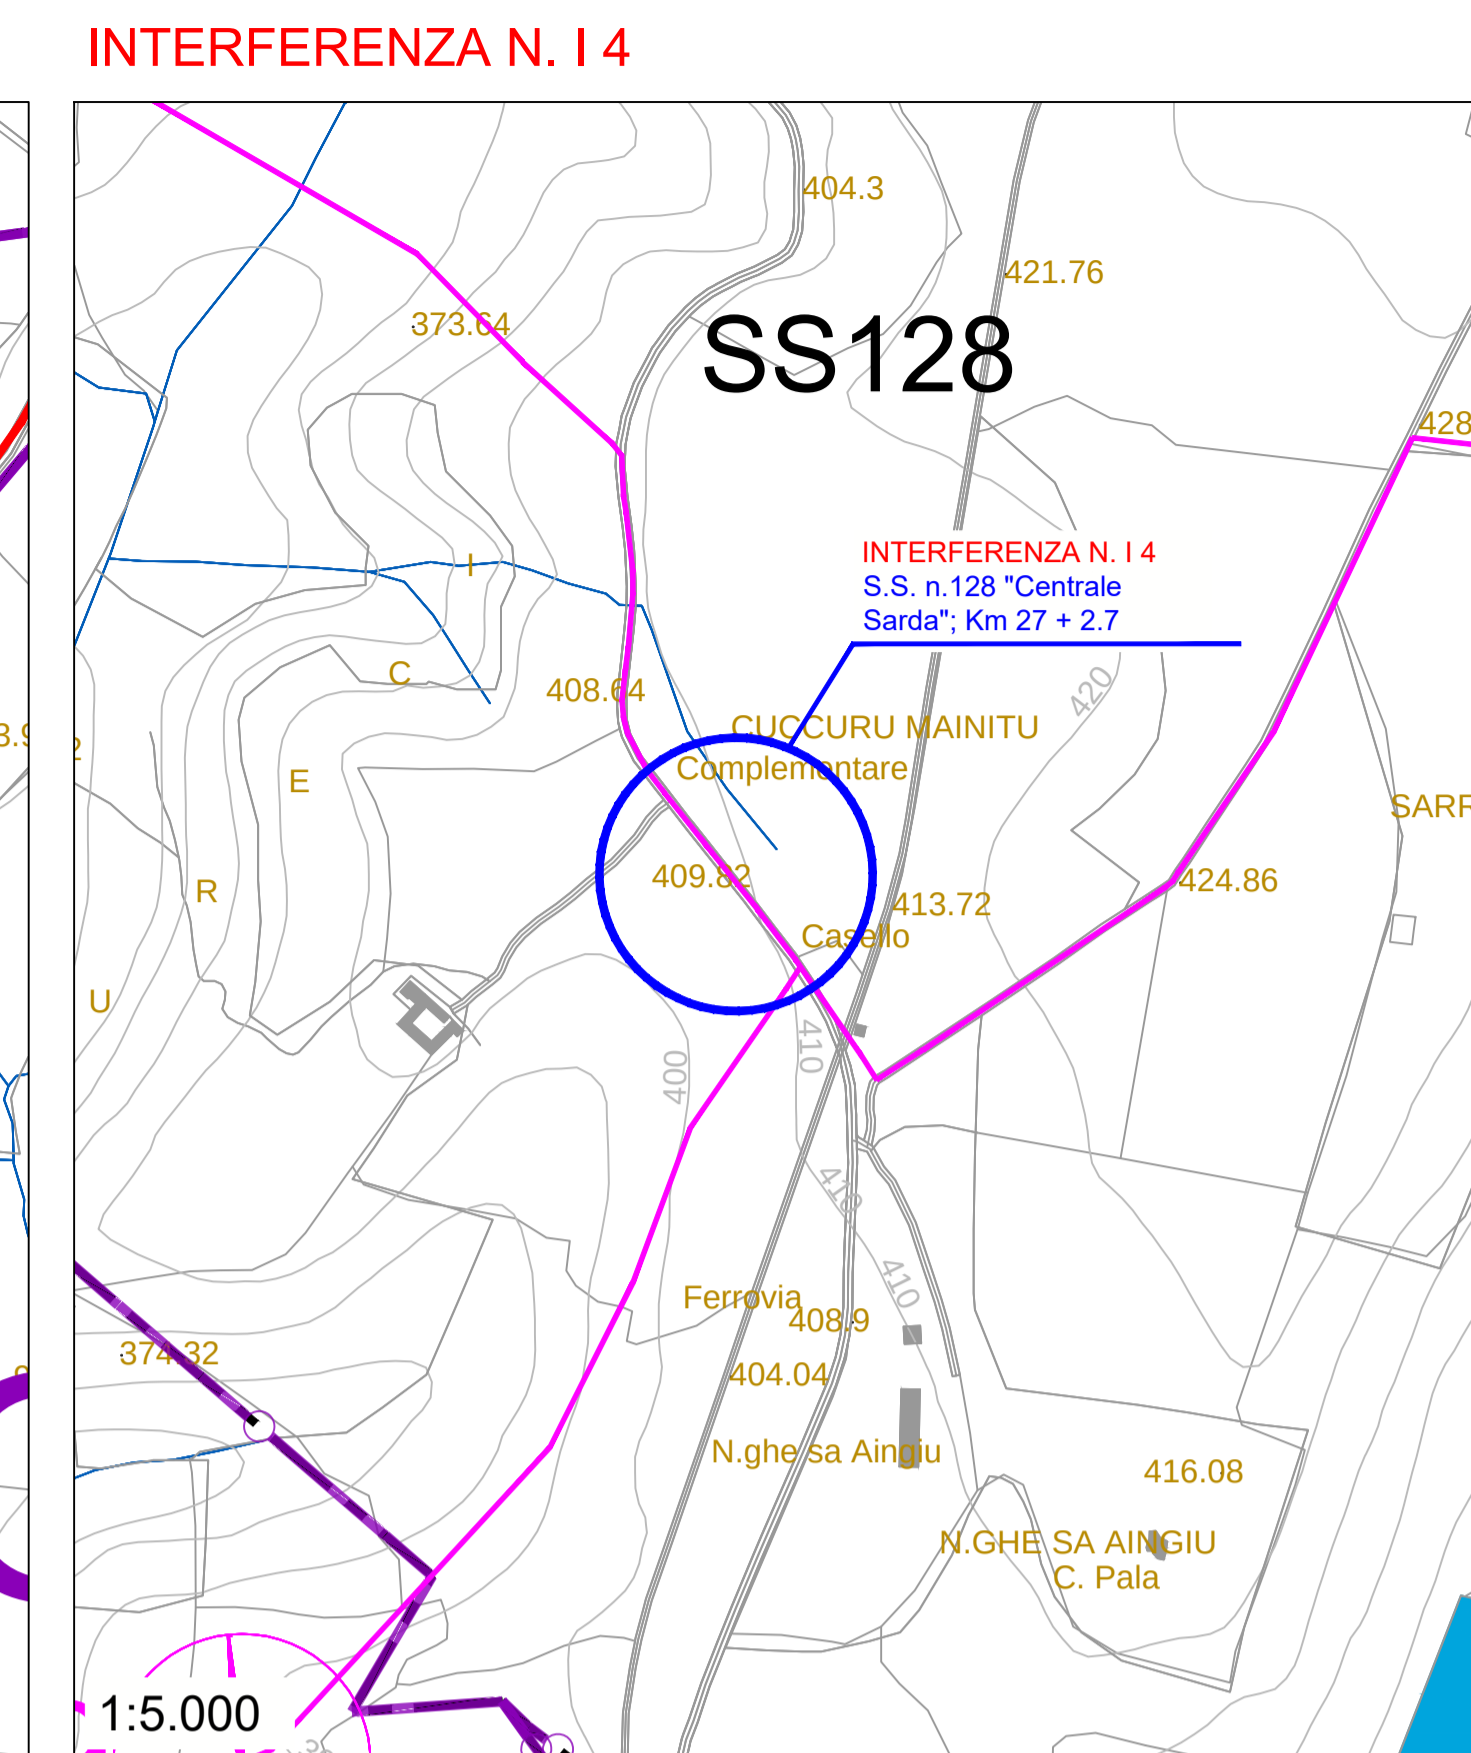 INTERFERENZA N. I 4
404.3
421.76
373.64
SS128
428
INTERFERENZA N. I 4
S.S. n.128 "Centrale
Sarda"; Km 27 + 2.7
I
C
408.64
420
CUCCURU MAINITU
Complementare
E
SARR
409.82
424.86
R
413.72
Casello
U
410
400
410
410
Ferrovia
408.9
374.32
404.04
N.ghe sa Aingiu
416.08
N.GHE SA AINGIU
C. Pala
1:5.000